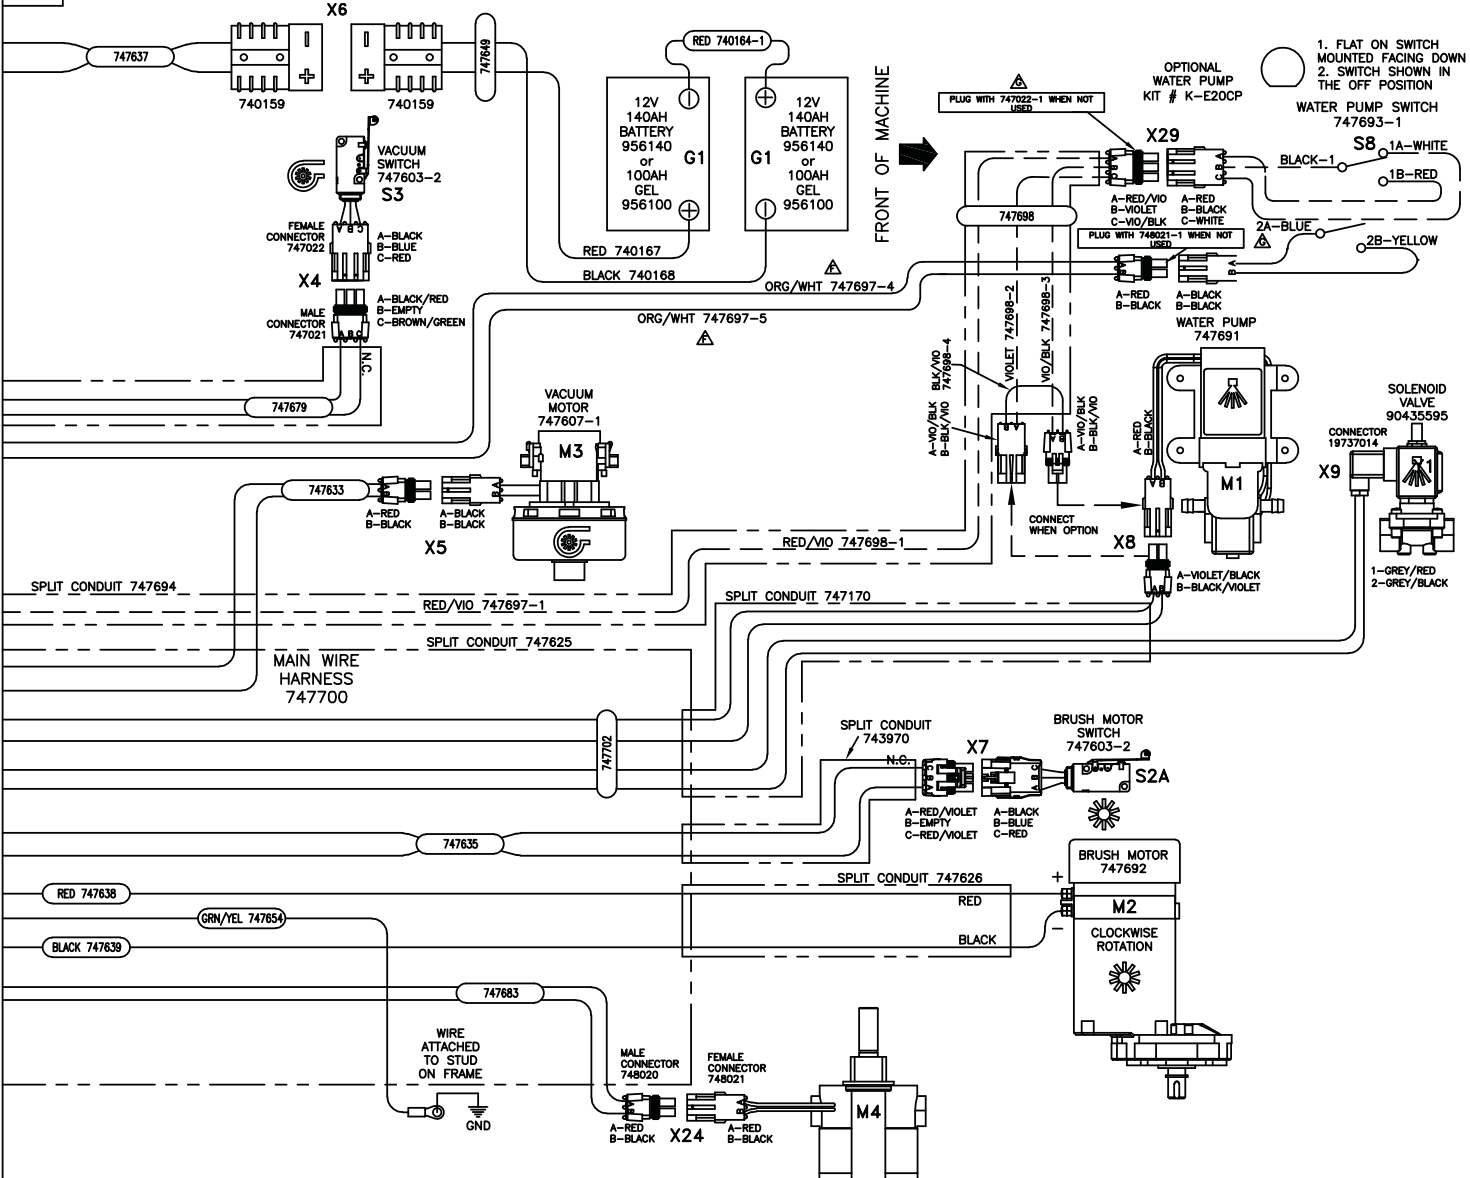 X6
747637
740159
740159
747649
RED 740164-1
12V
140AH
BATTERY
956140
or
100AH
GEL
956100
G1
G1
12V
140AH
BATTERY
956140
or
100AH
GEL
956100
RED 740167
BLACK 740168
FRONT OF MACHINE
OPTIONAL
WATER PUMP
KIT # K-E20CP
1. FLAT ON SWITCH
MOUNTED FACING DOWN
2. SWITCH SHOWN IN
THE OFF POSITION
WATER PUMP SWITCH
747693-1
S8
G
PLUG WITH 747022-1 WHEN NOT
USED
X29
A
B
C
A
B
C
BLACK-1
1A-WHITE
1B-RED
2A-BLUE
2B-YELLOW
G
A-RED/VIO
B-VIOLET
C-VIO/BLK
A-RED
B-BLACK
C-WHITE
747698
PLUG WITH 748021-1 WHEN NOT
USED
A
B
A
B
A-RED
B-BLACK
A-BLACK
B-BLACK
VACUUM
SWITCH
747603-2
S3
FEMALE
CONNECTOR
747022
A-BLACK
B-BLUE
C-RED
X4
MALE
CONNECTOR
747021
A-BLACK/RED
B-EMPTY
C-BROWN/GREEN
A B C
N.C.
747679
F
ORG/WHT 747697-4
ORG/WHT 747697-5
F
VIOLET 747698-2
VIO/BLK 747698-3
BLK/VIO
747698-4
A-VIO/BLK
B-BLK/VIO
A-VIO/BLK
B-BLK/VIO
CONNECT
WHEN OPTION
WATER PUMP
747691
A-RED
B-BLACK
M1
X8
A-VIOLET/BLACK
B-BLACK/VIOLET
SOLENOID
VALVE
90435595
CONNECTOR
19737014
X9
1
1-GREY/RED
2-GREY/BLACK
VACUUM
MOTOR
747607-1
M3
747633
A-RED
B-BLACK
A-BLACK
B-BLACK
X5
RED/VIO 747698-1
SPLIT CONDUIT 747694
RED/VIO 747697-1
SPLIT CONDUIT 747170
SPLIT CONDUIT 747625
MAIN WIRE
HARNESS
747700
747702
SPLIT CONDUIT
743970
N.C.
X7
C
B
A
C
B
A
A-RED/VIOLET
B-EMPTY
C-RED/VIOLET
A-BLACK
B-BLUE
C-RED
BRUSH MOTOR
SWITCH
747603-2
S2A
747635
RED 747638
GRN/YEL 747654
BLACK 747639
SPLIT CONDUIT 747626
RED
BLACK
BRUSH MOTOR
747692
+
M2
−
CLOCKWISE
ROTATION
747683
WIRE
ATTACHED
TO STUD
ON FRAME
GND
MALE
CONNECTOR
748020
FEMALE
CONNECTOR
748021
A-RED
B-BLACK
X24
A-RED
B-BLACK
M4